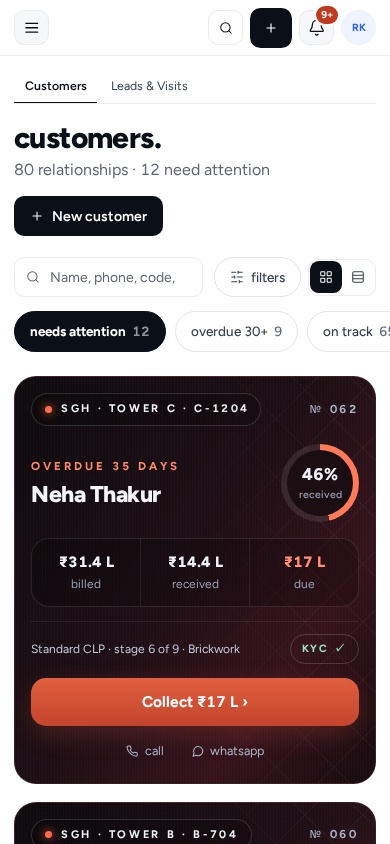 9+
RK
Customers Leads & Visits
customers.
80 relationships · 12 need attention
+ New customer
Name, phone, code, filters
needs attention 12 overdue 30+ 9 on track 65
SGH · TOWER C · C-1204 № 062
OVERDUE 35 DAYS
Neha Thakur
46%
received
₹31.4 L ₹14.4 L ₹17 L
billed received due
Standard CLP · stage 6 of 9 · Brickwork KYC ✓
Collect ₹17 L ›
call whatsapp
SGH · TOWER B · B-704 № 060